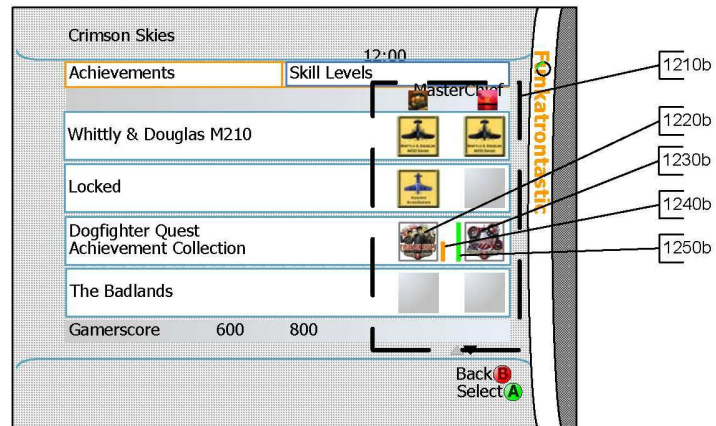 Crimson Skies
12:00
Achievements
Skill Levels
MasterChief
Whittly & Douglas M210
Locked
Dogfighter Quest
Achievement Collection
The Badlands
Gamerscore 600 800
Back B
Select A
Funkatrontastic
1210b
1220b
1230b
1240b
1250b